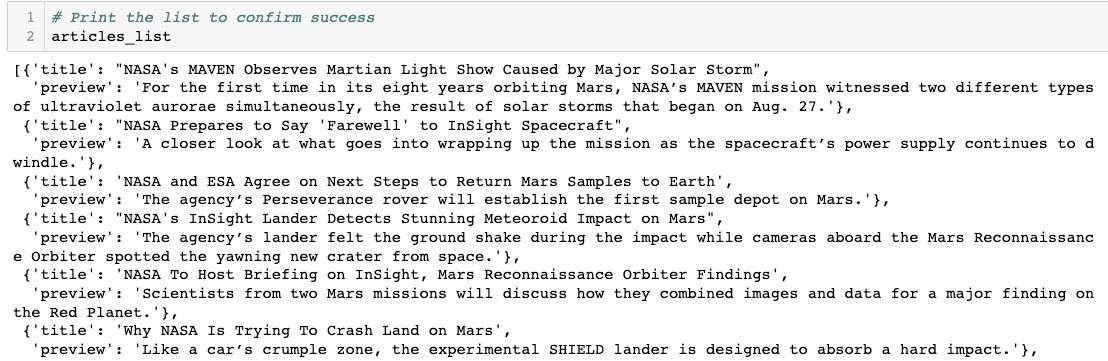 1 # Print the list to confirm success
2 articles_list
[{'title': "NASA's MAVEN Observes Martian Light Show Caused by Major Solar Storm",
'preview': 'For the first time in its eight years orbiting Mars, NASA’s MAVEN mission witnessed two different types
of ultraviolet aurorae simultaneously, the result of solar storms that began on Aug. 27.'},
{'title': "NASA Prepares to Say 'Farewell' to InSight Spacecraft",
'preview': 'A closer look at what goes into wrapping up the mission as the spacecraft’s power supply continues to d
windle.'},
{'title': 'NASA and ESA Agree on Next Steps to Return Mars Samples to Earth',
'preview': 'The agency’s Perseverance rover will establish the first sample depot on Mars.'},
{'title': "NASA's InSight Lander Detects Stunning Meteoroid Impact on Mars",
'preview': 'The agency’s lander felt the ground shake during the impact while cameras aboard the Mars Reconnaissanc
e Orbiter spotted the yawning new crater from space.'},
{'title': 'NASA To Host Briefing on InSight, Mars Reconnaissance Orbiter Findings',
'preview': 'Scientists from two Mars missions will discuss how they combined images and data for a major finding on
the Red Planet.'},
{'title': 'Why NASA Is Trying To Crash Land on Mars',
'preview': 'Like a car’s crumple zone, the experimental SHIELD lander is designed to absorb a hard impact.'},